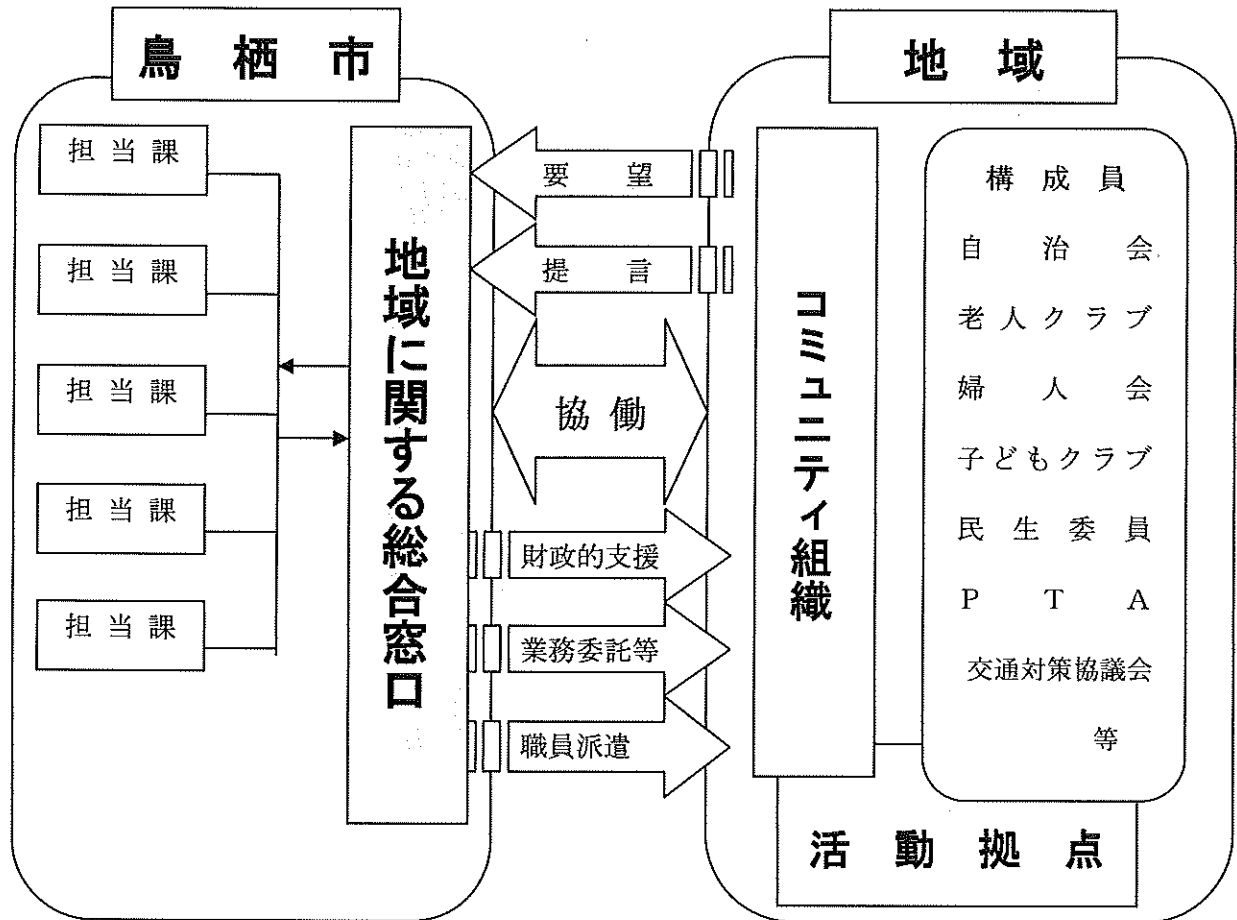 鳥栖市
担当課
担当課
担当課
担当課
担当課
地域に関する総合窓口
要望
提言
協働
財政的支援
業務委託等
職員派遣
地域
コミュニティ組織
構成員
自治会
老人クラブ
婦人会
子どもクラブ
民生委員
PTA
交通対策協議会
等
活動拠点